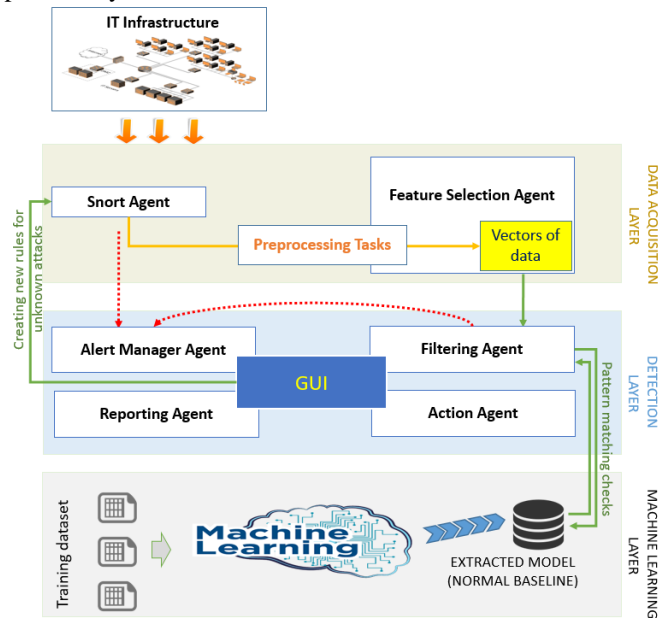 IT Infrastructure
Snort Agent
Feature Selection Agent
Preprocessing Tasks
Vectors of
data
DATA ACQUISITION
LAYER
Creating new rules for
unknown attacks
Alert Manager Agent
Filtering Agent
GUI
Reporting Agent
Action Agent
DETECTION
LAYER
Pattern matching
checks
Training dataset
Machine
Learning
EXTRACTED MODEL
(NORMAL BASELINE)
MACHINE LEARNING
LAYER